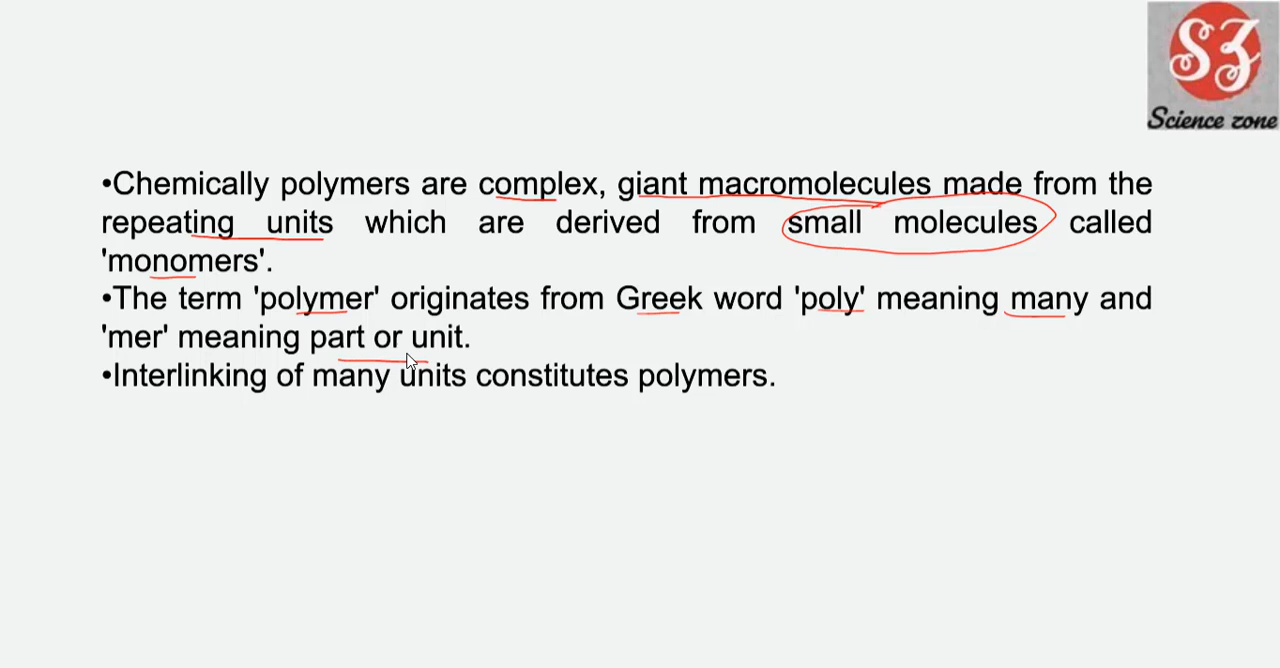 SZ
Science zone
•Chemically polymers are complex, giant macromolecules made from the
repeating units which are derived from small molecules called
'monomers'.
•The term 'polymer' originates from Greek word 'poly' meaning many and
'mer' meaning part or unit.
•Interlinking of many units constitutes polymers.